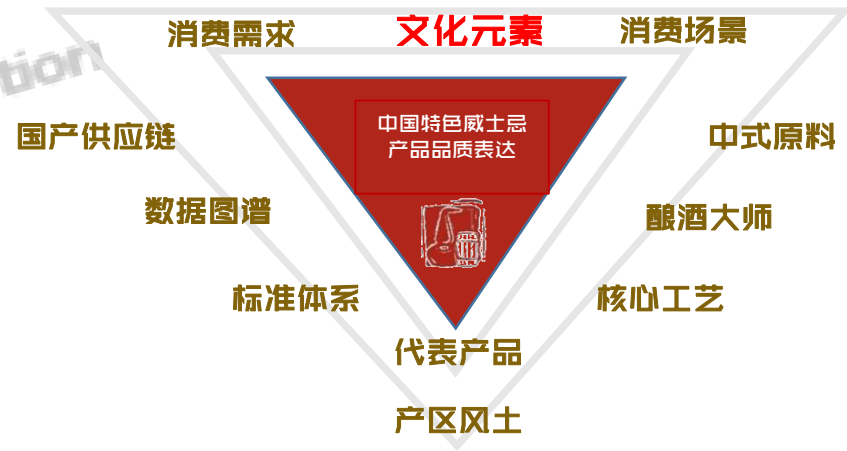 消费需求
文化元素
消费场景
tion
中国特色威士忌
产品品质表达
国产供应链
中式原料
数据图谱
酿酒大师
标准体系
核心工艺
代表产品
产区风土